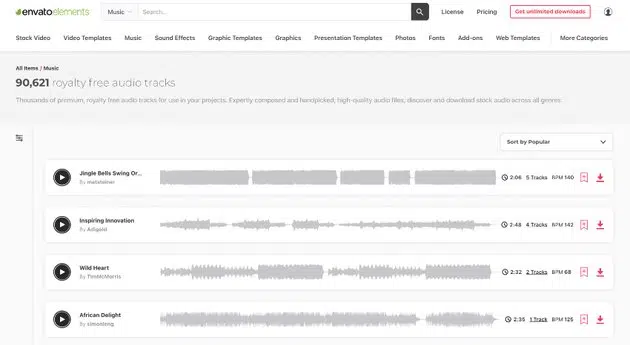 envato elements
Music
Search...
License
Pricing
Get unlimited downloads
Stock Video
Video Templates
Music
Sound Effects
Graphic Templates
Graphics
Presentation Templates
Photos
Fonts
Add-ons
Web Templates
More Categories
All Items / Music
90,621 royalty free audio tracks
Thousands of premium, royalty free audio tracks for use in your projects. Expertly composed and handpicked, high-quality audio files, discover and download stock audio across all genres.
Sort by Popular
Jingle Bells Swing Or...
2:06 5 Tracks BPM 140
Inspiring Innovation
By Adigold
2:48 4 Tracks BPM 142
Wild Heart
By TimMcMorris
2:32 2 Tracks BPM 68
African Delight
By simonking
2:35 1 Track BPM 125